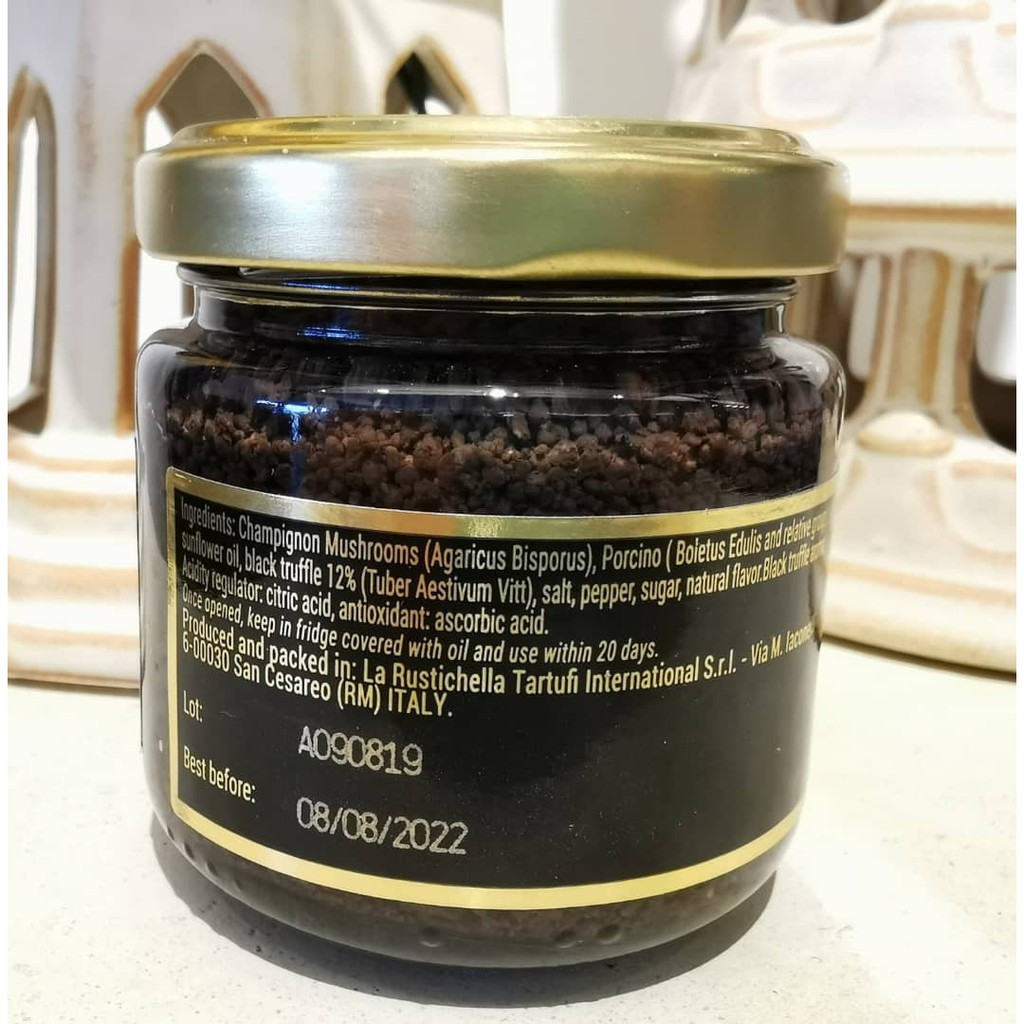 Ingredients: Champignon Mushrooms (Agaricus Bisporus), Porcino ( Boletus Edulis and relative
sunflower oil, black truffle 12% (Tuber Aestivum Vitt), salt, pepper, sugar, natural flavor.Black truffle
Acidity regulator: citric acid, antioxidant: ascorbic acid.
Once opened, keep in fridge covered with oil and use within 20 days.
Produced and packed in: La Rustichella Tartufi International S.r.l. - Via M.
6-00030 San Cesareo (RM) ITALY.
Lot: A090819
Best before: 08/08/2022